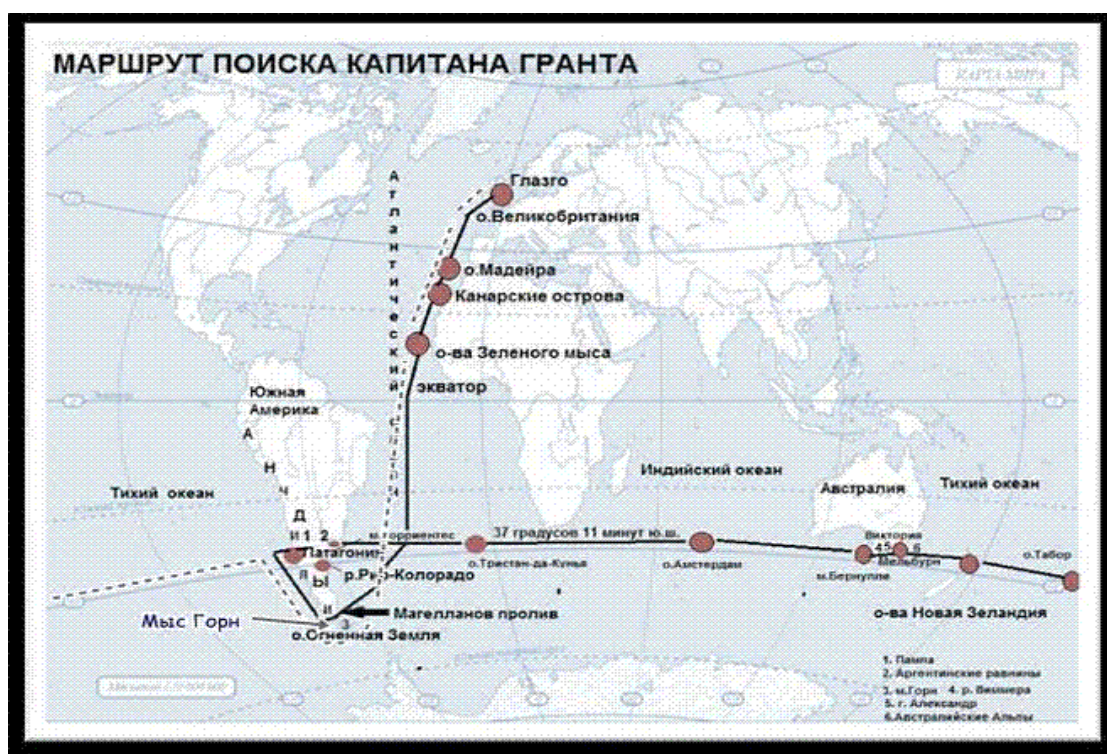 МАРШРУТ ПОИСКА КАПИТАНА ГРАНТА
КАРТА МИРА
Атлантический
Глазго
о.Великобритания
о.Мадейра
Канарские острова
о-ва Зеленого мыса
экватор
Южная
Америка
А
Н
Ч
Д
И 1 2
Тихий океан
Индийский океан
Австралия
Тихий океан
37 градусов 11 минут ю.ш.
Виктория
4 5 6
Мельбурн
Патагония
о.Тристан-да-Кунья
о.Амстердам
м.Бернулли
о.Табор
Ы
И
3
Магелланов пролив
о-ва Новая Зеландия
Мыс Горн
о.Огненная Земля
1. Пампа
2. Аргентинские равнины
3. м.Горн 4. р. Виммера
5. г. Александр
6.Австралийские Альпы